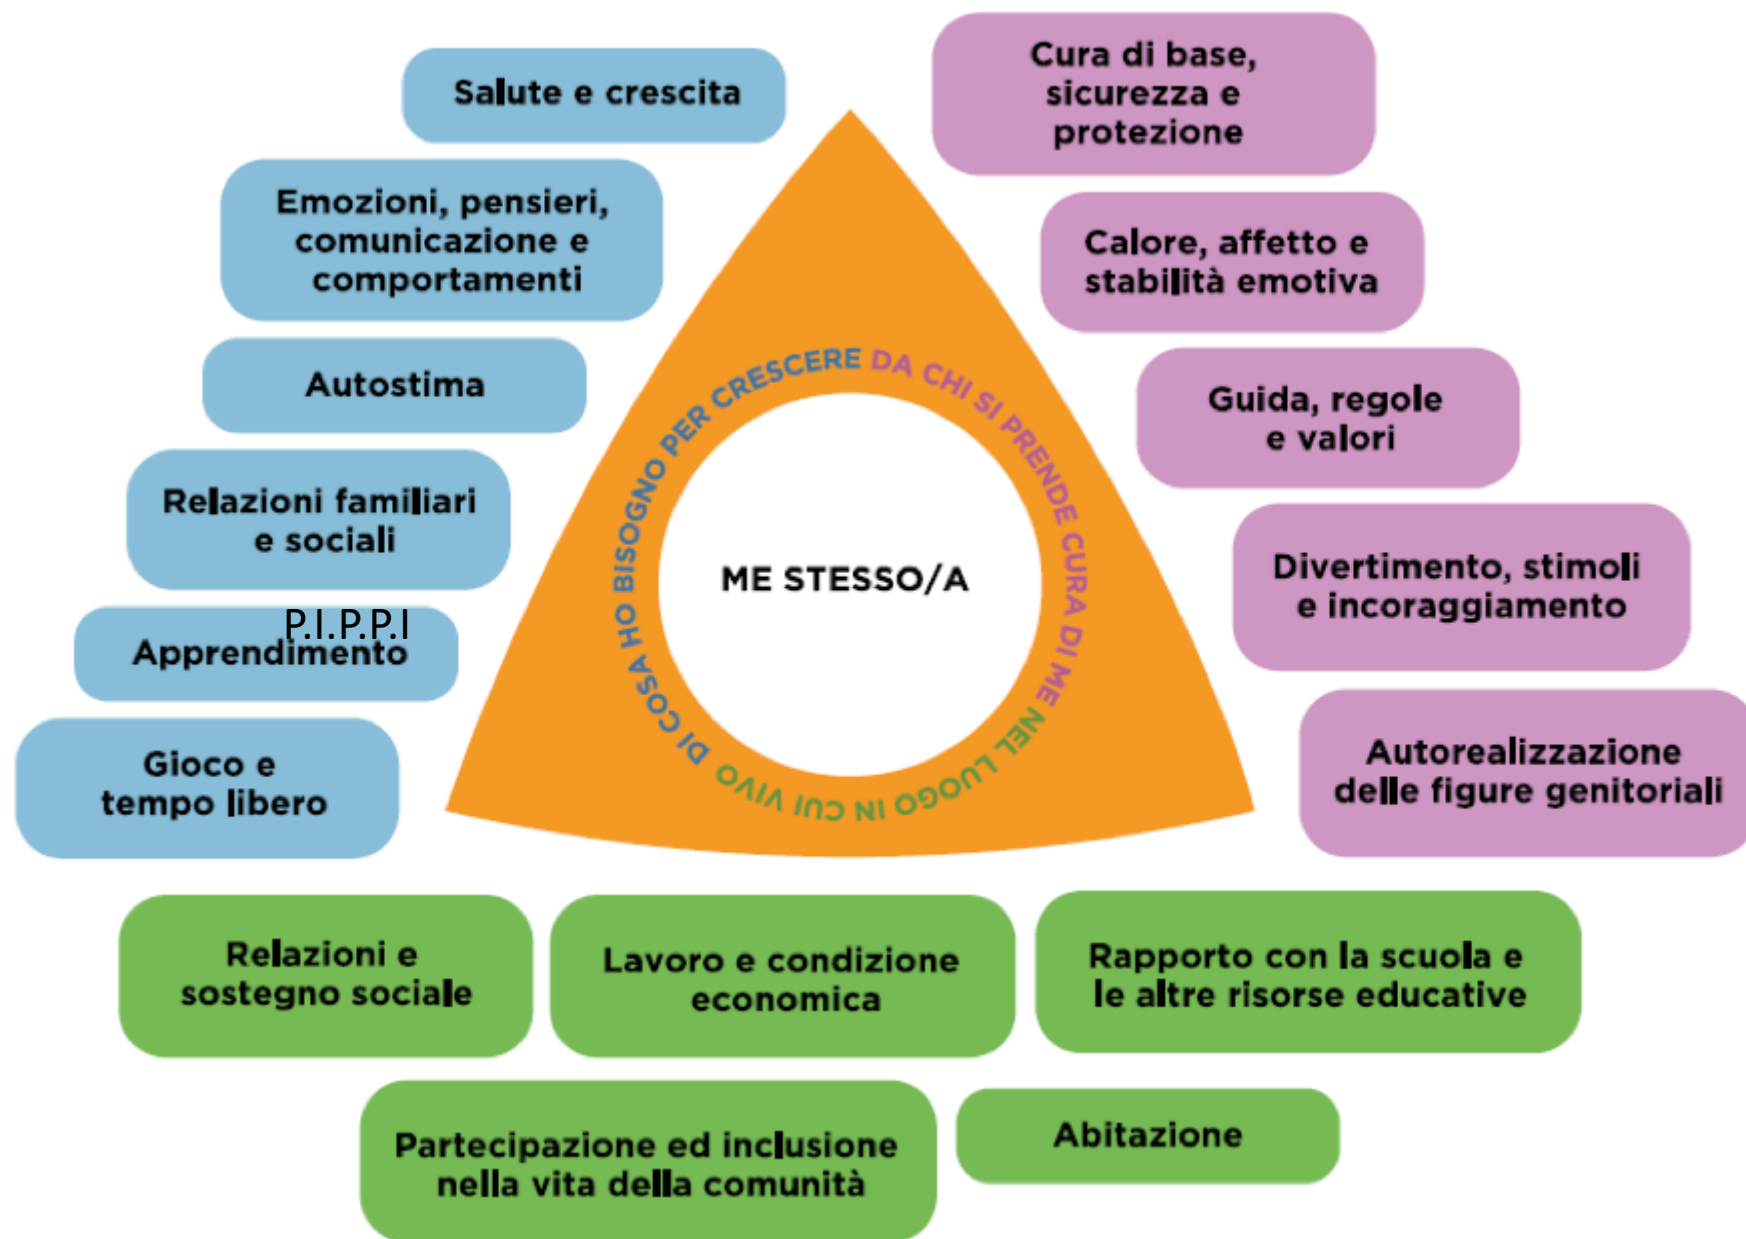 Salute e crescita
Emozioni, pensieri,
comunicazione e
comportamenti
Autostima
Relazioni familiari
e sociali
P.I.P.P.I
Apprendimento
Gioco e
tempo libero
DI COSA HO BISOGNO PER CRESCERE
DA CHI SI PRENDE CURA DI ME
NEL LUOGO IN CUI VIVO
ME STESSO/A
Cura di base,
sicurezza e
protezione
Calore, affetto e
stabilità emotiva
Guida, regole
e valori
Divertimento, stimoli
e incoraggiamento
Autorealizzazione
delle figure genitoriali
Relazioni e
sostegno sociale
Lavoro e condizione
economica
Rapporto con la scuola e
le altre risorse educative
Partecipazione ed inclusione
nella vita della comunità
Abitazione